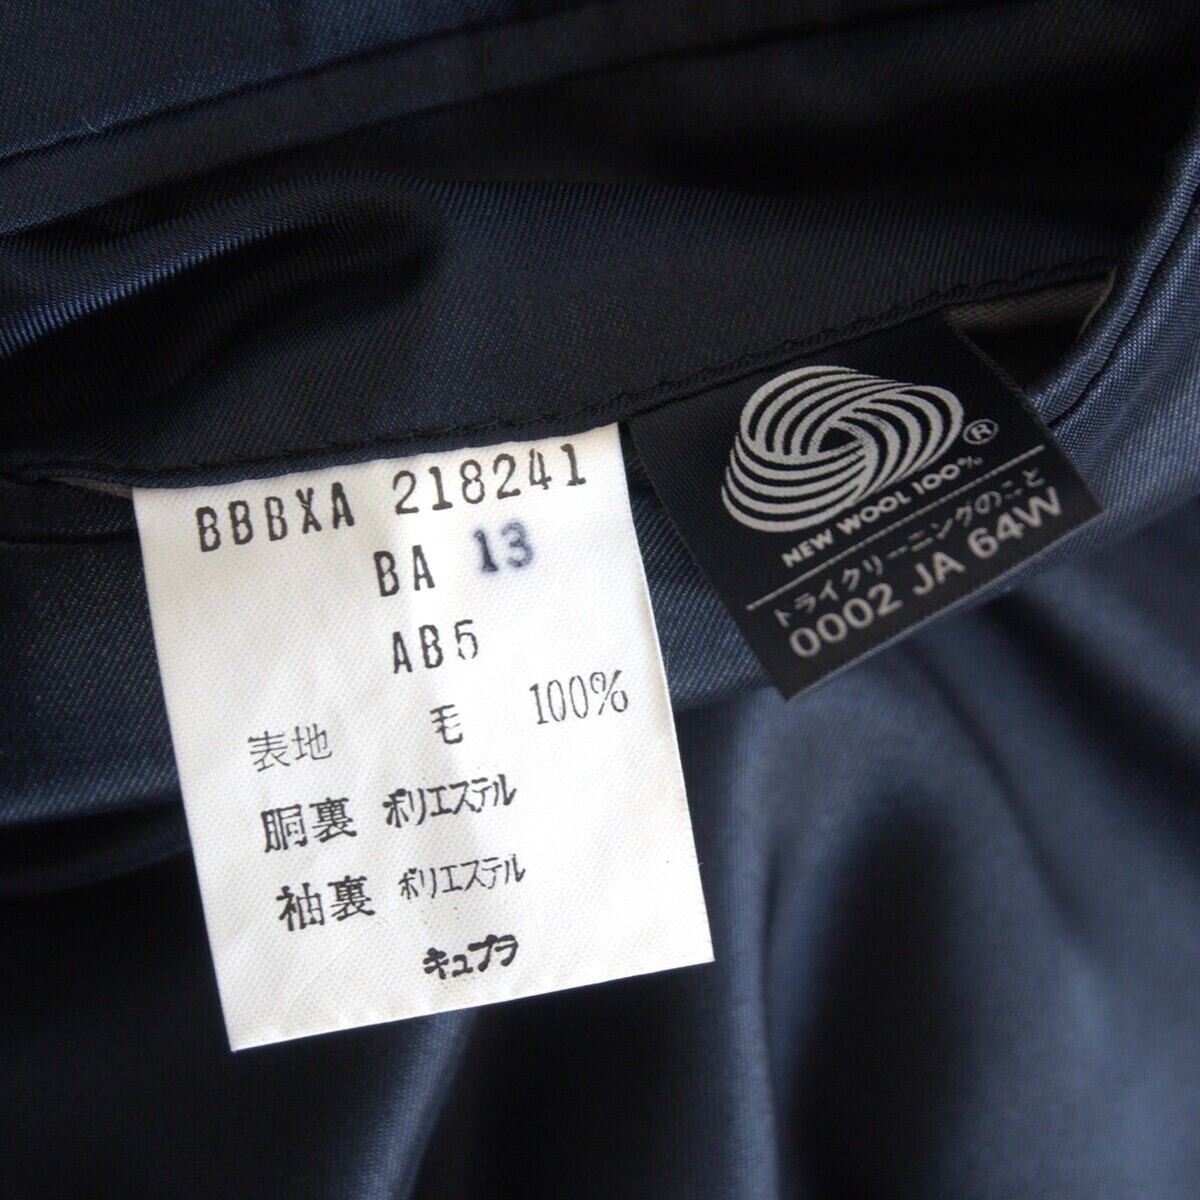 BBBXA 218241
BA 13
AB5
表地 毛 100%
胴裏 ポリエステル
袖裏 ポリエステル
キュプラ
®
NEW WOOL 100%
ドライクリーニングのこと
0002 JA 64W